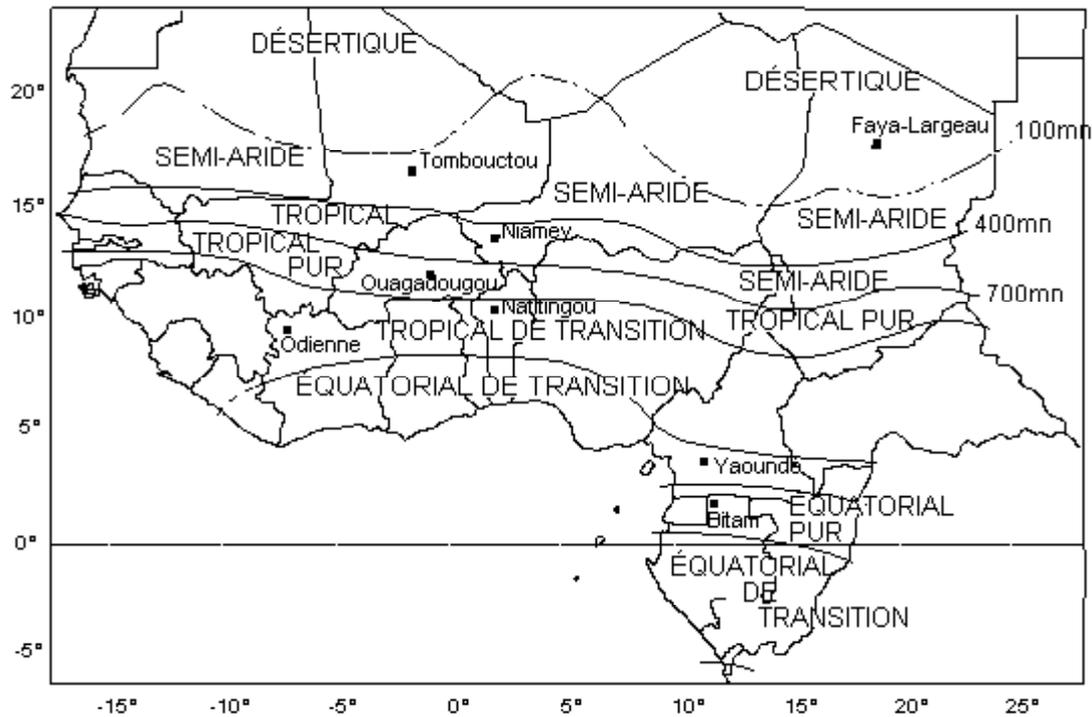 DÉSERTIQUE
DÉSERTIQUE
20°
Faya-Largeau
100mn
SEMI-ARIDE
Tombouctou
SEMI-ARIDE
15°
SEMI-ARIDE
400mn
TROPICAL
Niamey
TROPICAL
PUR
SEMI-ARIDE
Ouagadougou
700mn
10°
Natitingou
TROPICAL PUR
TROPICAL DE TRANSITION
Odienne
ÉQUATORIAL DE TRANSITION
5°
Yaoundé
EQUATORIAL
PUR
Bitam
0°
ÉQUATORIAL
DE
TRANSITION
-5°
-15° -10° -5° 0° 5° 10° 15° 20° 25°